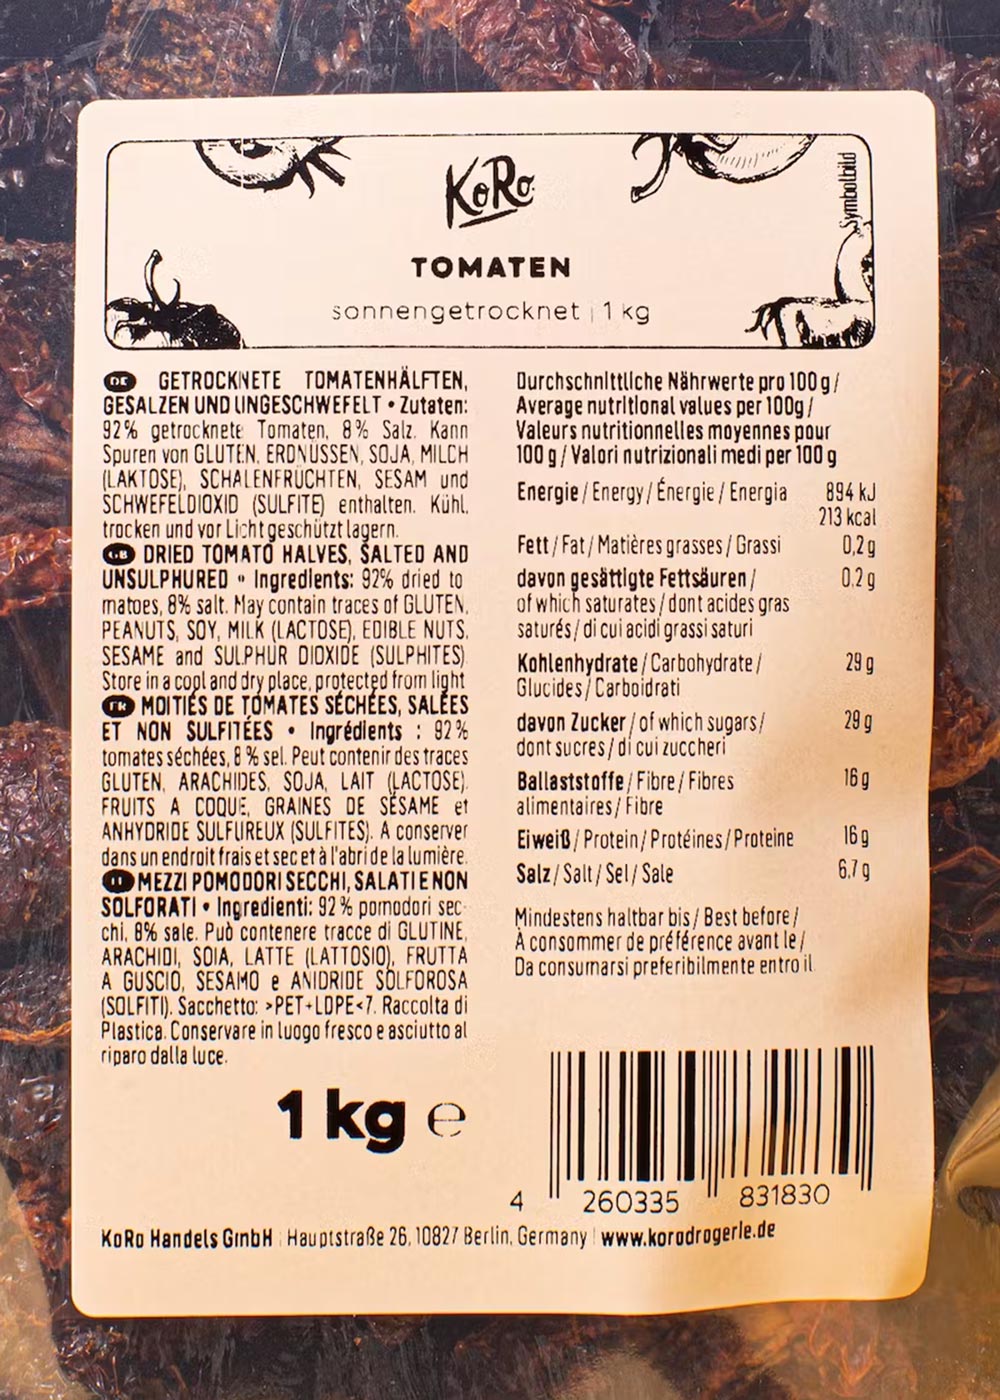 KoRo
Symbolbild
TOMATEN
sonnengetrocknet | 1 kg
DE GETROCKNETE TOMATENHÄLFTEN,
GESALZEN UND UNGESCHWEFELT • Zutaten:
92% getrocknete Tomaten, 8% Salz. Kann
Spuren von GLUTEN, ERDNÜSSEN, SOJA, MILCH
(LAKTOSE), SCHALENFRÜCHTEN, SESAM und
SCHWEFELDIOXID (SULFITE) enthalten. Kühl,
trocken und vor Licht geschützt lagern.
GB DRIED TOMATO HALVES, SALTED AND
UNSULPHURED • Ingredients: 92% dried to
matoes, 8% salt. May contain traces of GLUTEN,
PEANUTS, SOY, MILK (LACTOSE), EDIBLE NUTS,
SESAME and SULPHUR DIOXIDE (SULPHITES)
Store in a cool and dry place, protected from light
FR MOITIÉS DE TOMATES SÉCHÉES, SALÉES
ET NON SULFITÉES • Ingrédients : 92%
tomates séchées, 8 % sel. Peut contenir des traces
GLUTEN, ARACHIDES, SOJA, LAIT (LACTOSE).
FRUITS A COQUE, GRAINES DE SÉSAME et
ANHYDRIDE SULFUREUX (SULFITES). A conserver
dans un endroit frais et sec et à l'abri de la lumière.
IT MEZZI POMODORI SECCHI, SALATI E NON
SOLFORATI • Ingredienti: 92% pomodori sec-
chi, 8% sale. Può contenere tracce di GLUTINE,
ARACHIDI, SOIA, LATTE (LATTOSIO), FRUTTA
A GUSCIO, SESAMO e ANIDRIDE SOLFOROSA
(SOLFITI). Sacchetto: >PET+LDPE<7. Raccolta di
Plastica. Conservare in luogo fresco e asciutto al
riparo dalla luce.
1 kg e
Durchschnittliche Nährwerte pro 100 g /
Average nutritional values per 100g /
Valeurs nutritionnelles moyennes pour
100 g / Valori nutrizionali medi per 100 g
Energie / Energy / Énergie / Energia 894 kJ
213 kcal
Fett / Fat / Matières grasses / Grassi 0,2 g
davon gesättigte Fettsäuren / 0,2 g
of which saturates / dont acides gras
saturés / di cui acidi grassi saturi
Kohlenhydrate / Carbohydrate / 29 g
Glucides / Carboidrati
davon Zucker / of which sugars / 29 g
dont sucres / di cui zuccheri
Ballaststoffe / Fibre / Fibres 16 g
alimentaires / Fibre
Eiweiß / Protein / Protéines / Proteine 16 g
Salz / Salt / Sel / Sale 6,7 g
Mindestens haltbar bis / Best before /
À consommer de préférence avant le /
Da consumarsi preferibilmente entro il
4 260335 831830
KoRo Handels GmbH | Hauptstraße 26, 10827 Berlin, Germany | www.korodrogerie.de